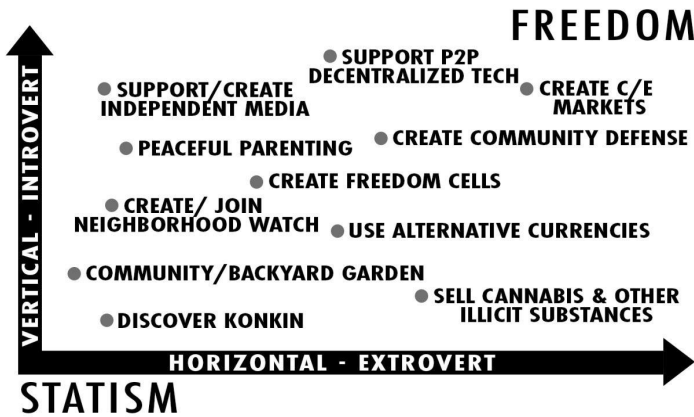 FREEDOM
SUPPORT P2P
DECENTRALIZED TECH
SUPPORT/CREATE
INDEPENDENT MEDIA
CREATE C/E
MARKETS
CREATE COMMUNITY DEFENSE
PEACEFUL PARENTING
CREATE FREEDOM CELLS
CREATE/ JOIN
NEIGHBORHOOD WATCH
USE ALTERNATIVE CURRENCIES
COMMUNITY/BACKYARD GARDEN
SELL CANNABIS & OTHER
ILLICIT SUBSTANCES
DISCOVER KONKIN
VERTICAL - INTROVERT
HORIZONTAL - EXTROVERT
STATISM